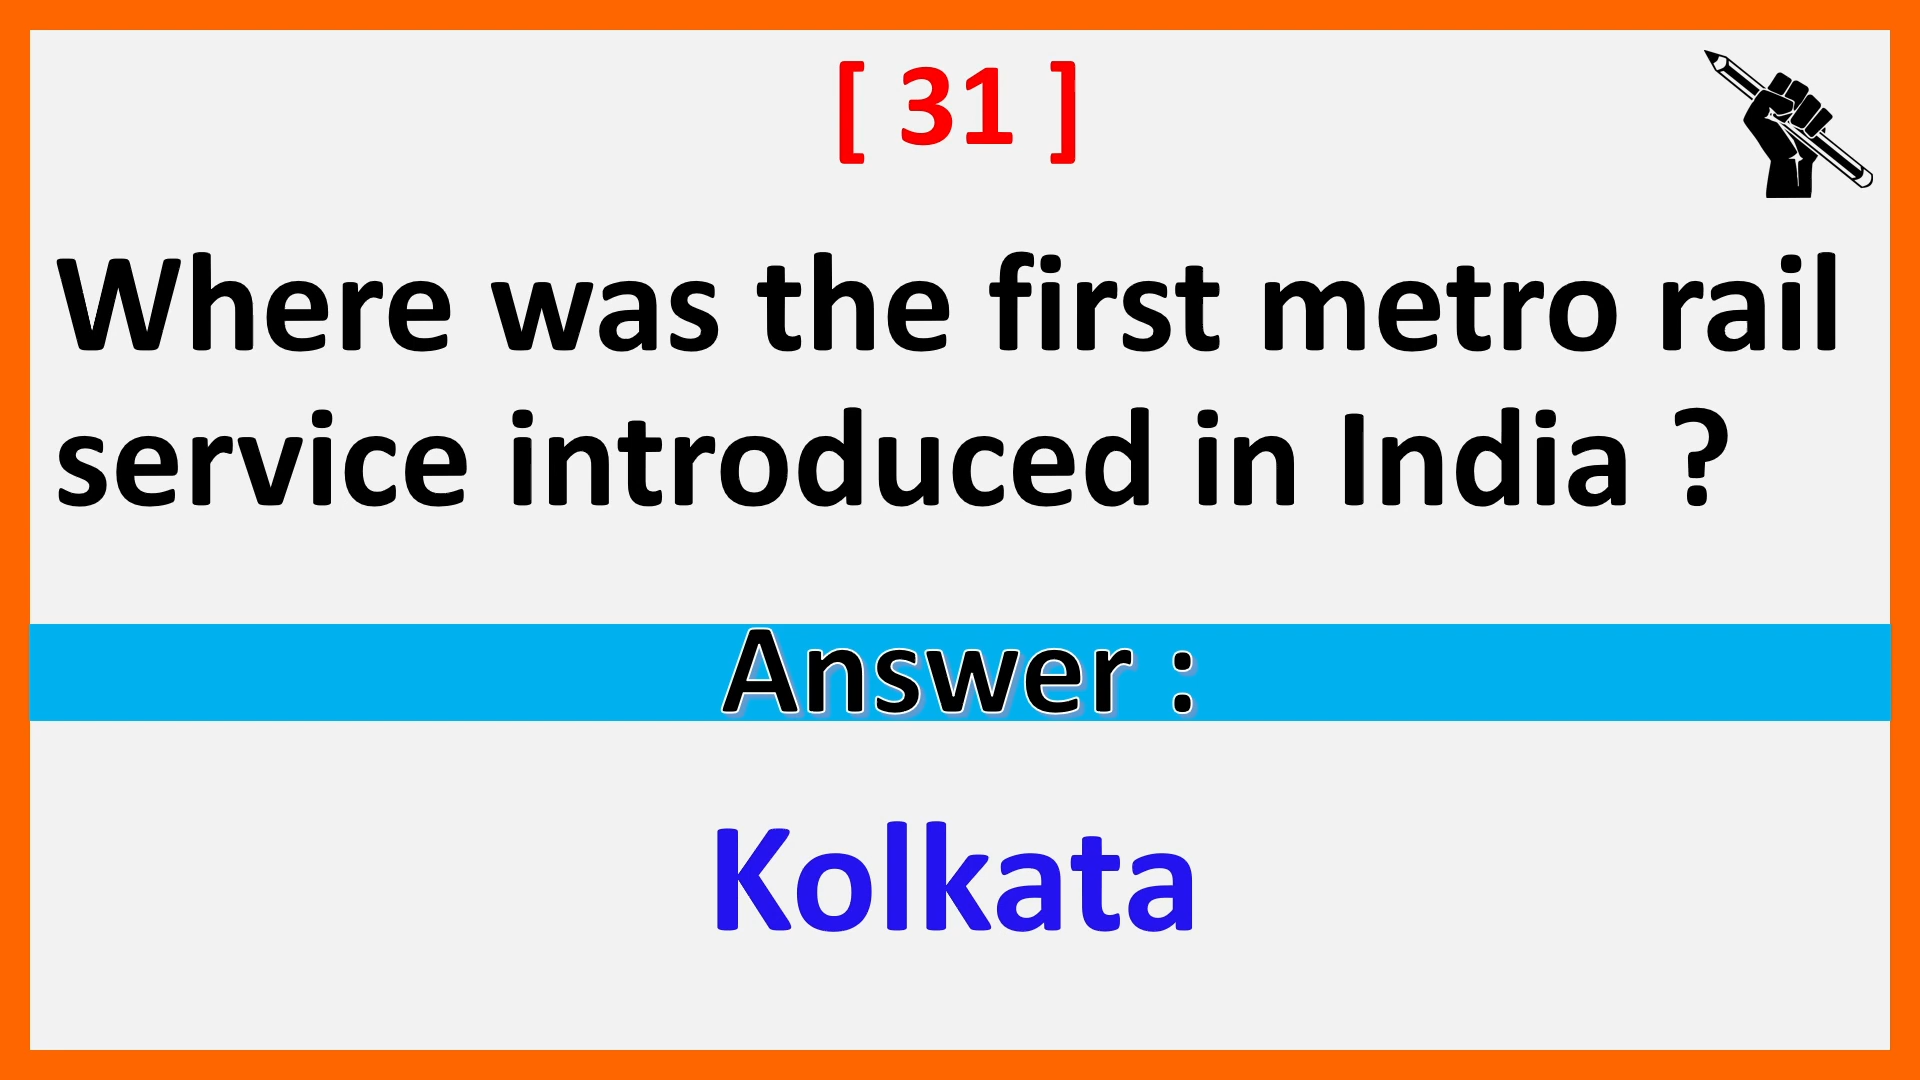 [ 31 ]
Where was the first metro rail
service introduced in India ?
Answer :
Kolkata